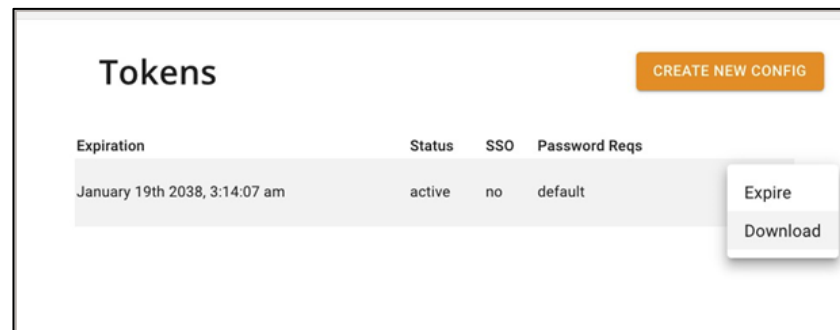 Tokens
CREATE NEW CONFIG
Expiration Status SSO Password Reqs
January 19th 2038, 3:14:07 am active no default
Expire
Download